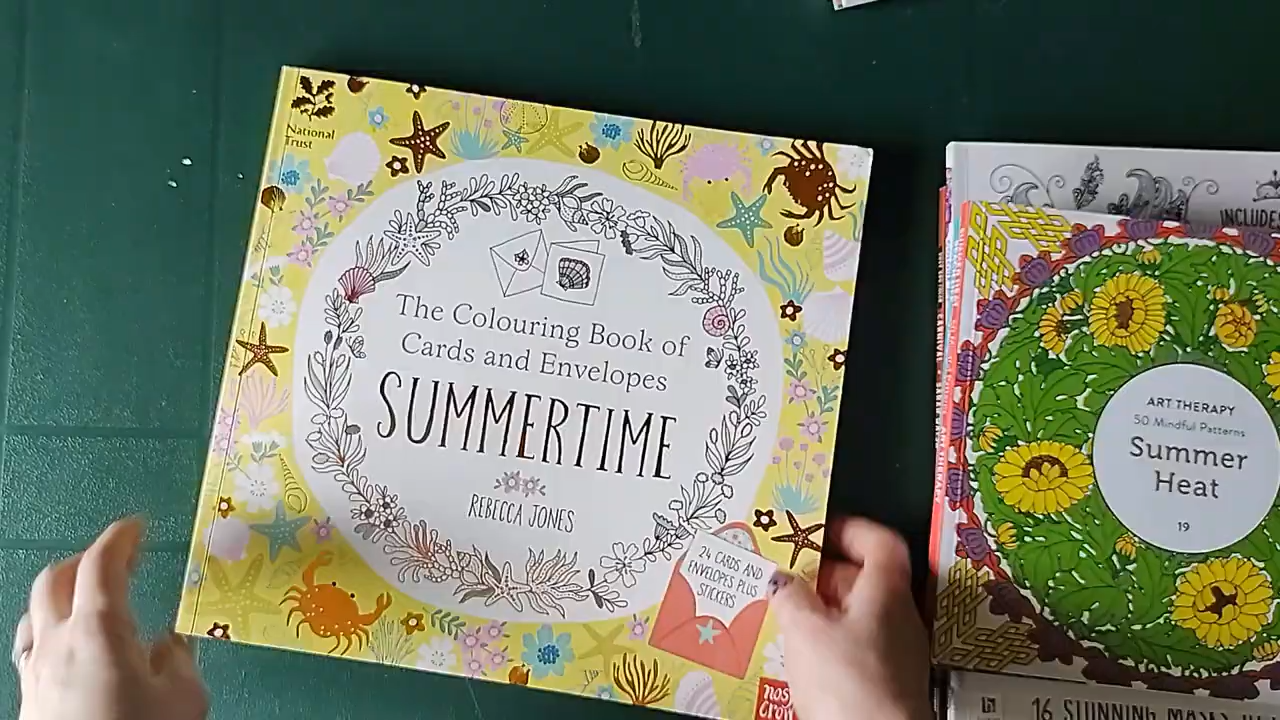 National
Trust
The Colouring Book of
Cards and Envelopes
SUMMERTIME
REBECCA JONES
24 CARDS AND
ENVELOPES PLUS
STICKERS
nosy
crow
INCLUDES
ART THERAPY
50 Mindful Patterns
Summer
Heat
19
16 STUNNING